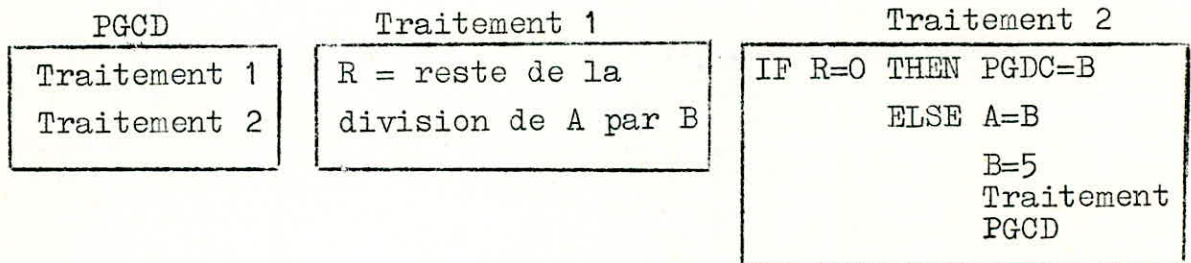 PGCD
Traitement 1
Traitement 2
Traitement 1
R = reste de la
division de A par B
Traitement 2
IF R=O THEN PGDC=B
ELSE A=B
B=5
Traitement
PGCD